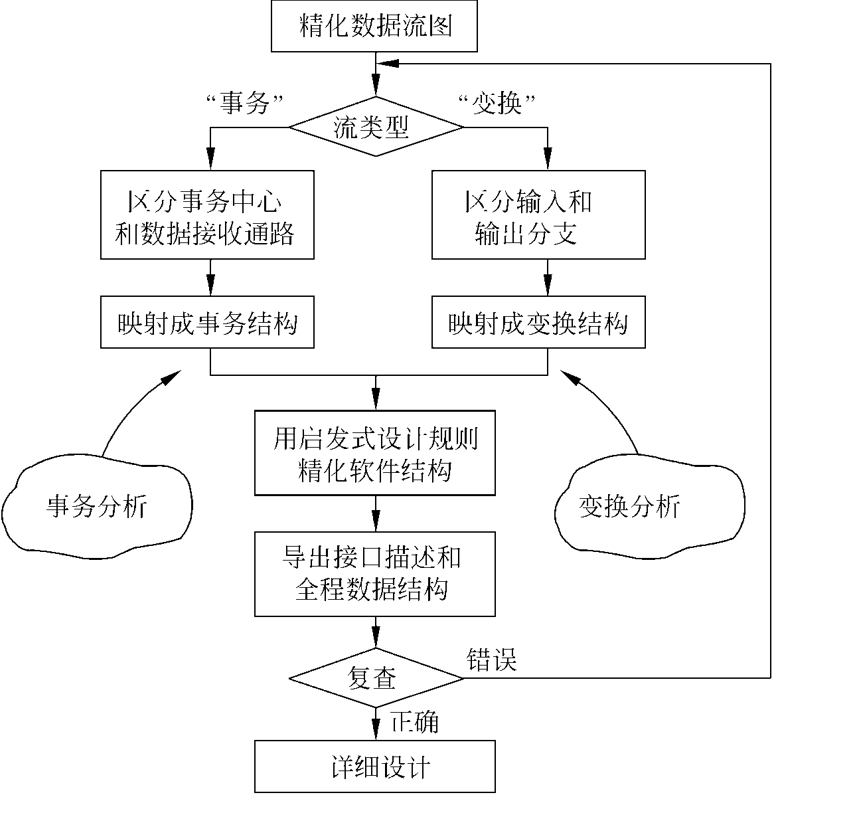 精化数据流图
“事务”
“变换”
流类型
区分事务中心
和数据接收通路
区分输入和
输出分支
映射成事务结构
映射成变换结构
用启发式设计规则
精化软件结构
事务分析
变换分析
导出接口描述和
全程数据结构
错误
复查
正确
详细设计